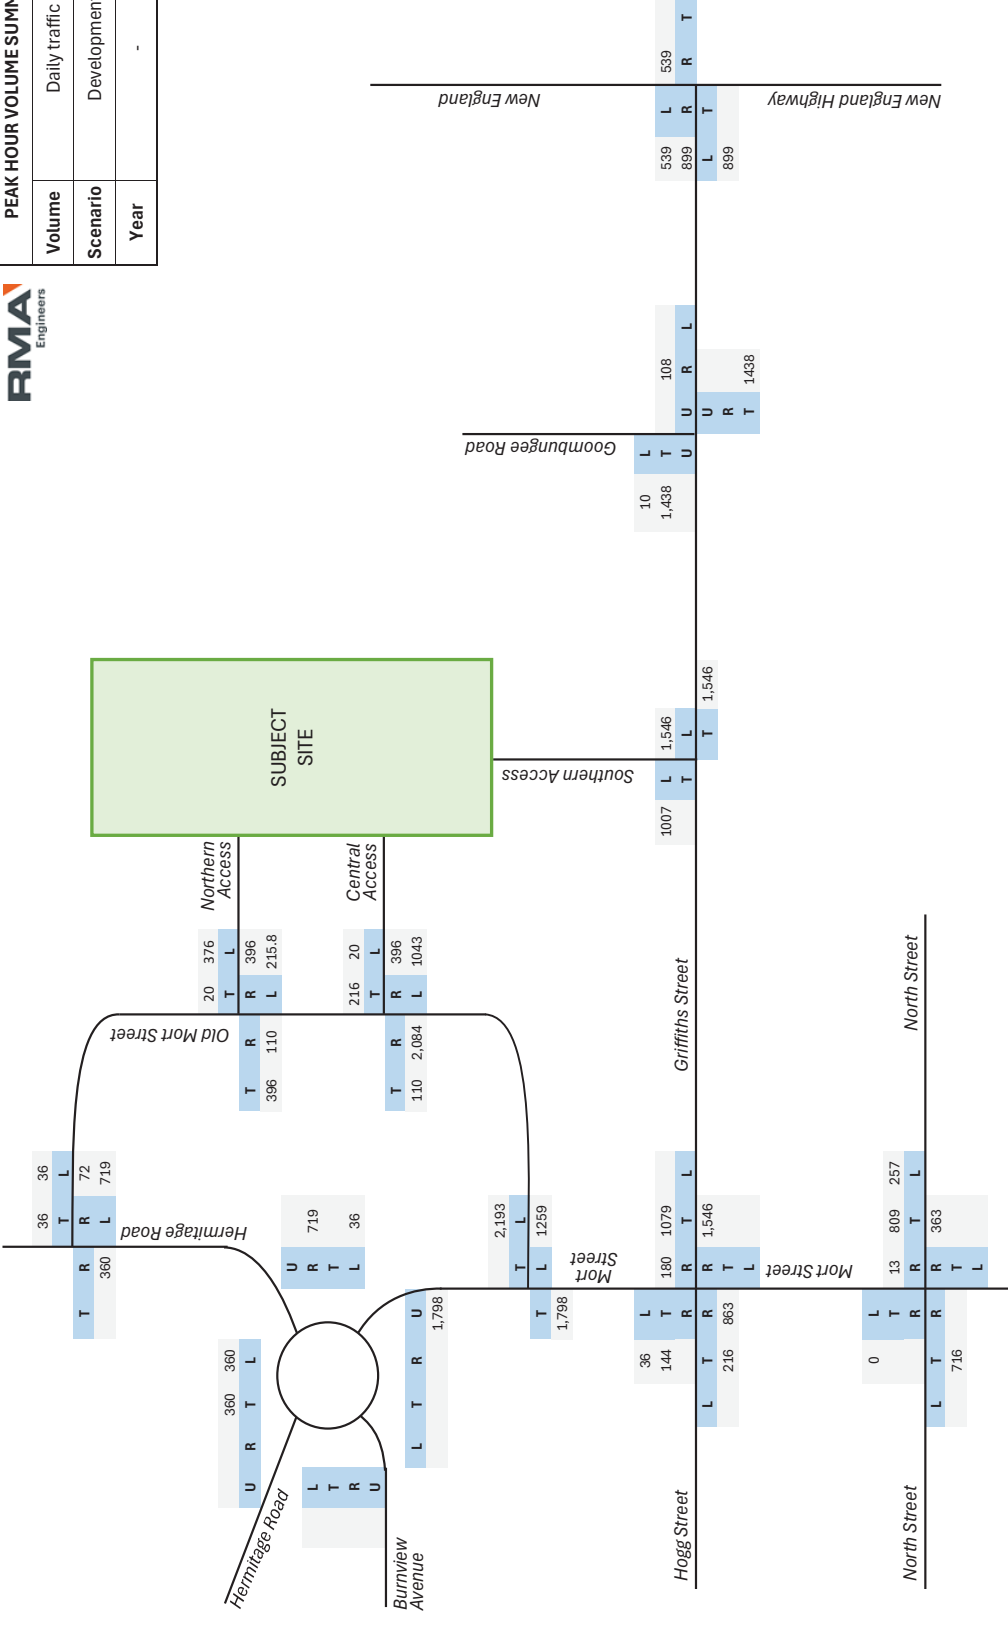 PEAK HOUR VOLUME SUMM
Volume Daily traffic
Scenario Development
Year -
RMA
Engineers
New England
New England Highway
539
R T
539 L
899 R
L T
899
Goombungee Road
108
U R L
10 L
1,438 T
U
U
R
T 1438
SUBJECT
SITE
Southern Access
1007 L
T
1,546
L
T 1,546
Northern
Access
20 376
T L
R 396
L 215.8
T R
396 110
Old Mort Street
Central
Access
216 20
T L
R 396
L 1043
T R
110 2,084
36 36
T L
R 72
L 719
T R
360
Hermitage Road
U
R 719
T
L 36
360 360
U R T L
Hermitage Road
L
T
R
U
Burnview
Avenue
L T R U
1,798
2,193
T L
L 1259
T
1,798
Mort
Street
Griffiths Street
180 1079
R T L
R 1,546
T
L
36 L
144 T
R
L T R
216 863
Hogg Street
Mort Street
North Street
13 809 257
R T L
R 363
T
L
0 L
T
R
L T R
716
North Street